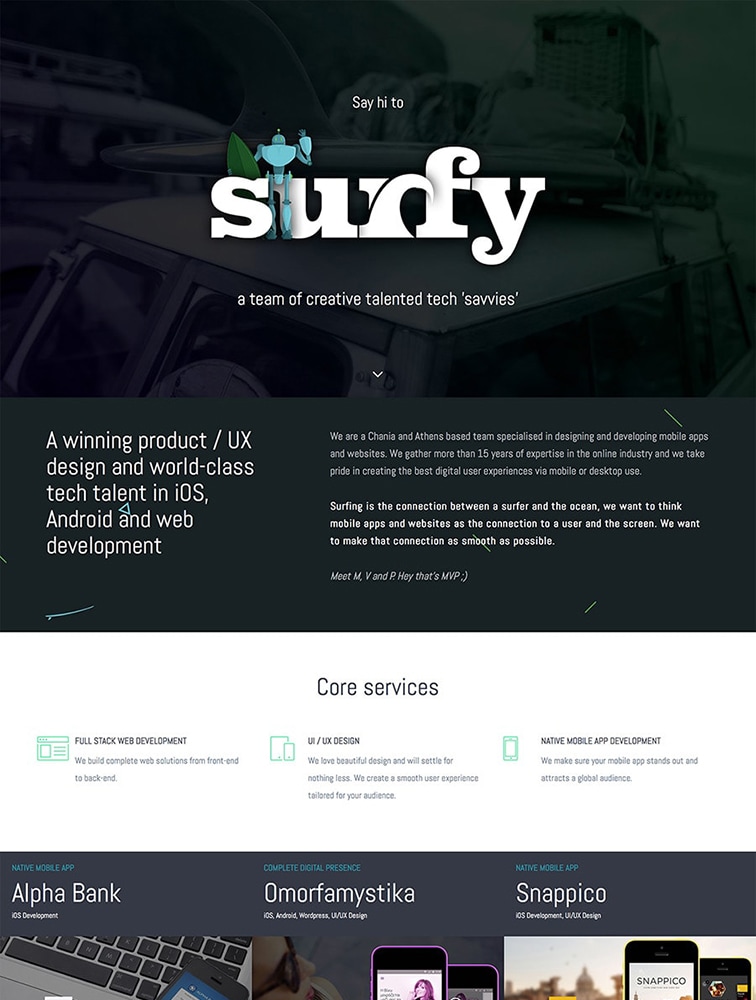 Say hi to
surfy
a team of creative talented tech 'savvies'
A winning product / UX
design and world-class
tech talent in iOS,
Android and web
development
We are a Chania and Athens based team specialised in designing and developing mobile apps
and websites. We gather more than 15 years of expertise in the online industry and we take
pride in creating the best digital user experiences via mobile or desktop use.
Surfing is the connection between a surfer and the ocean, we want to think
mobile apps and websites as the connection to a user and the screen. We want
to make that connection as smooth as possible.
Meet M, V and P. Hey that's MVP ;)
Core services
FULL STACK WEB DEVELOPMENT
We build complete web solutions from front-end
to back-end.
UI / UX DESIGN
We love beautiful design and will settle for
nothing less. We create a smooth user experience
tailored for your audience.
NATIVE MOBILE APP DEVELOPMENT
We make sure your mobile app stands out and
attracts a global audience.
NATIVE MOBILE APP
Alpha Bank
iOS Development
COMPLETE DIGITAL PRESENCE
Omorfamystika
iOS, Android, Wordpress, UI/UX Design
NATIVE MOBILE APP
Snappico
iOS Development, UI/UX Design
SNAPPICO